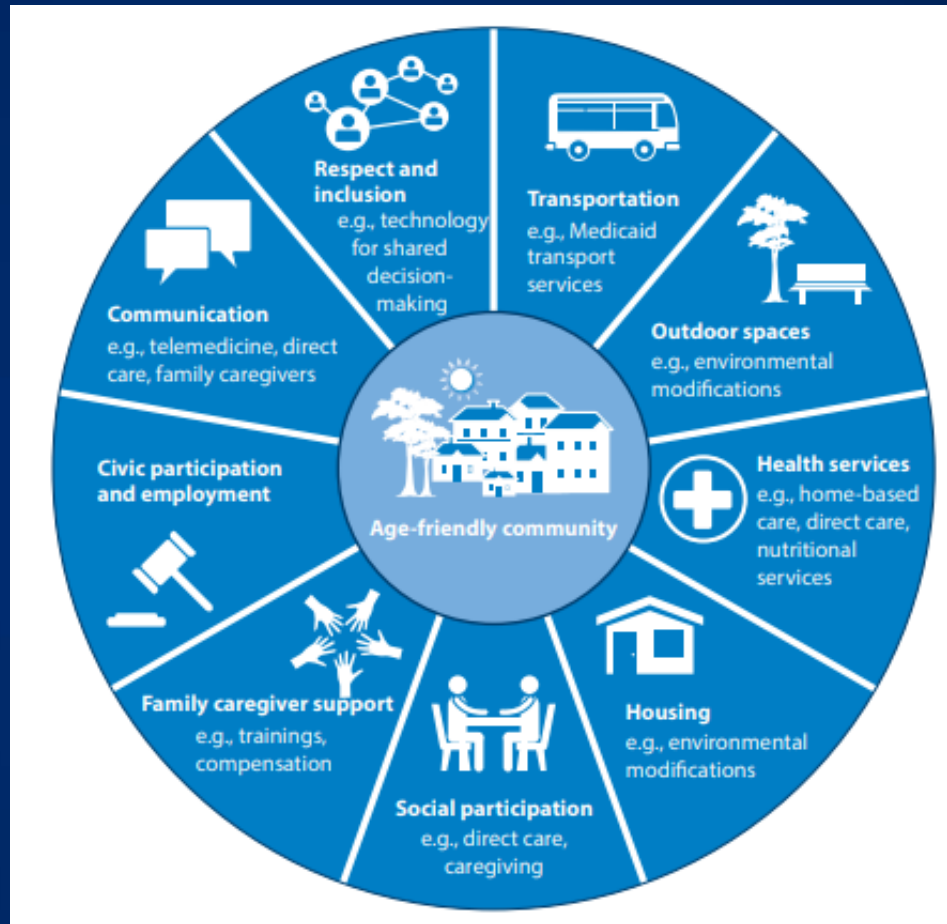 Respect and
inclusion
e.g., technology
for shared
decision-
making
Transportation
e.g., Medicaid
transport
services
Outdoor spaces
e.g., environmental
modifications
Health services
e.g., home-based
care, direct care,
nutritional
services
Housing
e.g., environmental
modifications
Social participation
e.g., direct care,
caregiving
Family caregiver support
e.g., trainings,
compensation
Civic participation
and employment
Communication
e.g., telemedicine, direct
care, family caregivers
Age-friendly community